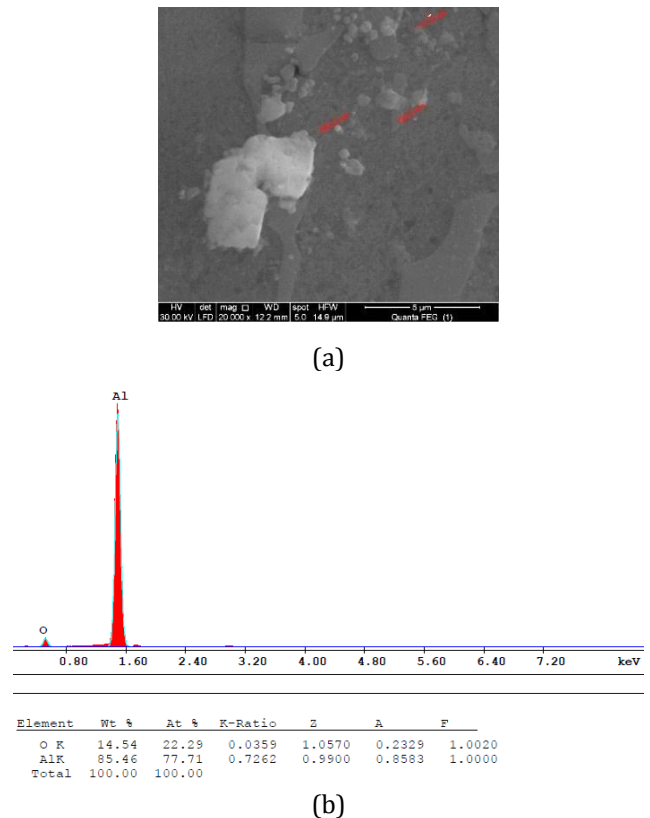 HV det mag □ WD spot HFW 5 µm
30.00 kV LFD 20 000 x 12.2 mm 5.0 14.9 µm Quanta FEG (1)
(a)
Al
O
0.80 1.60 2.40 3.20 4.00 4.80 5.60 6.40 7.20 keV
Element Wt % At % K-Ratio Z A F
O K 14.54 22.29 0.0359 1.0570 0.2329 1.0020
AlK 85.46 77.71 0.7262 0.9900 0.8583 1.0000
Total 100.00 100.00
(b)